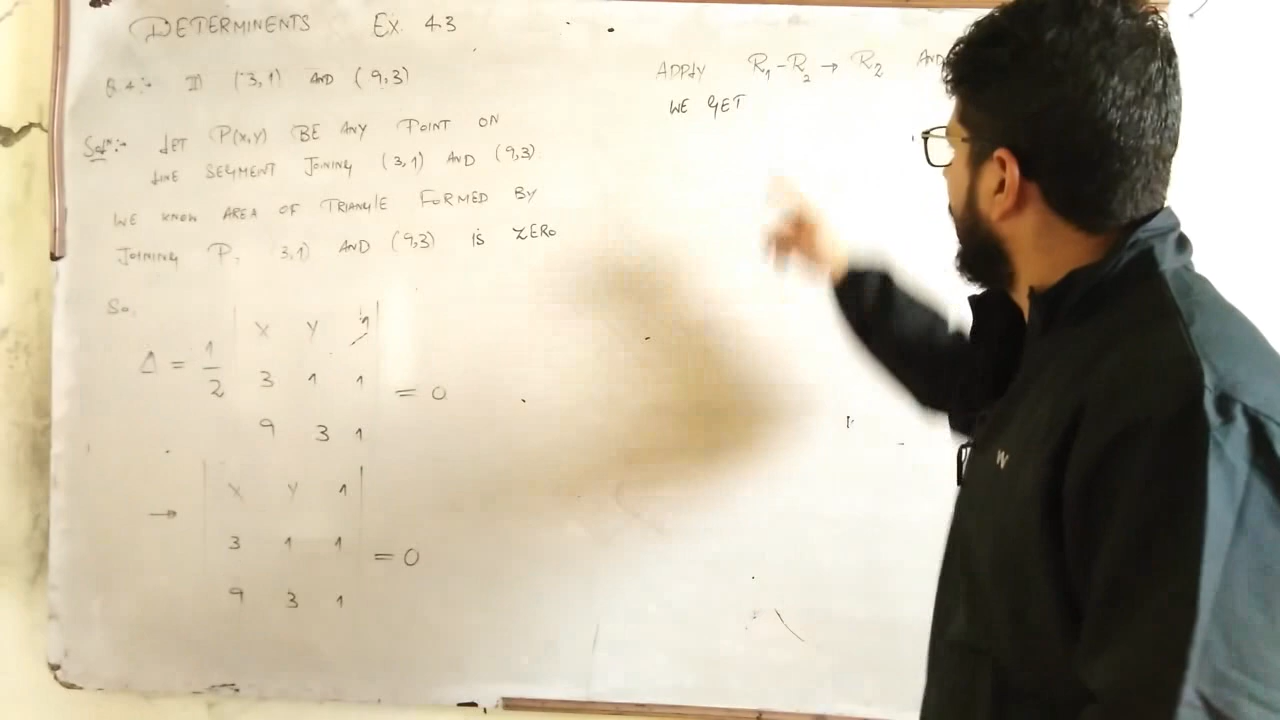 DETERMINENTS Ex. 4.3
Q.4:- II (3,1) AND (9,3)
Solⁿ:- LET P(x,y) BE ANY POINT ON
LINE SEGMENT JOINING (3,1) AND (9,3)
WE KNOW AREA OF TRIANGLE FORMED BY
JOINING P, 3,1) AND (9,3) IS ZERO
So,
Δ = 1/2 | X Y 1
3 1 1
9 3 1 | = 0
→ | X Y 1
3 1 1
9 3 1 | = 0
APPLY R₁-R₂ → R₂ AND
WE GET
W